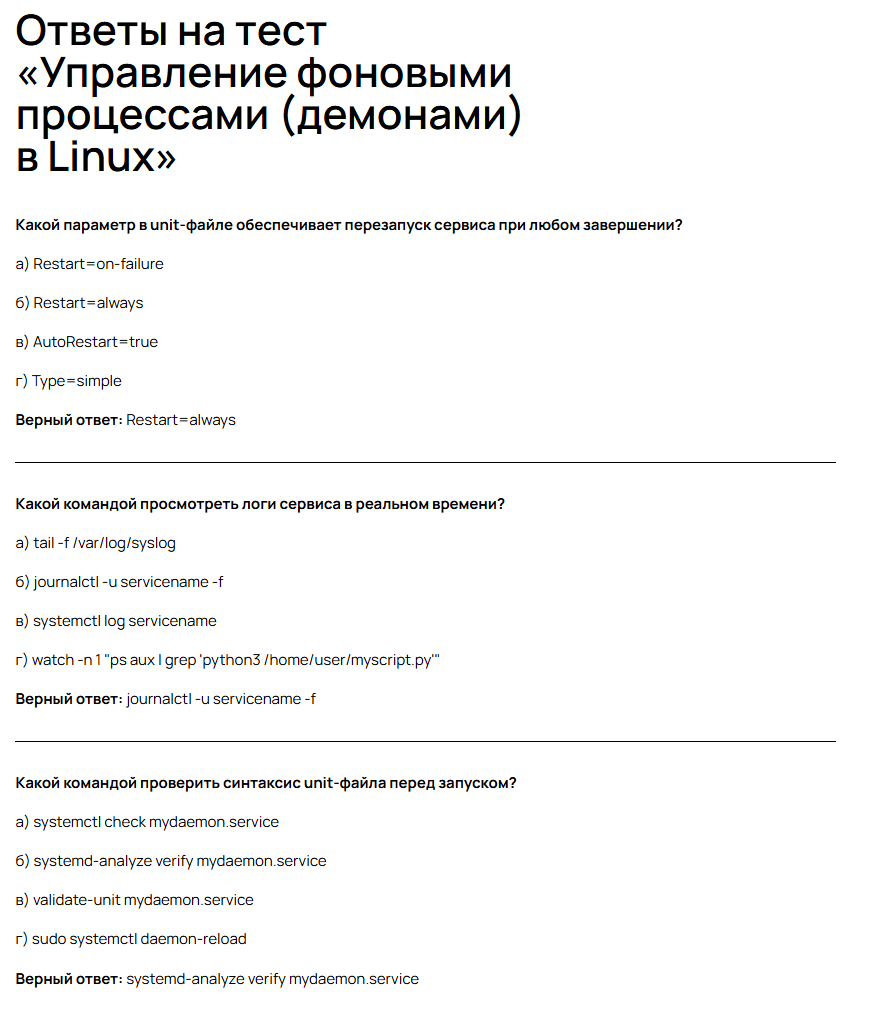 Ответы на тест
«Управление фоновыми
процессами (демонами)
в Linux»
Какой параметр в unit-файле обеспечивает перезапуск сервиса при любом завершении?
а) Restart=on-failure
б) Restart=always
в) AutoRestart=true
г) Type=simple
Верный ответ: Restart=always
Какой командой просмотреть логи сервиса в реальном времени?
а) tail -f /var/log/syslog
б) journalctl -u servicename -f
в) systemctl log servicename
г) watch -n 1 "ps aux | grep 'python3 /home/user/myscript.py'"
Верный ответ: journalctl -u servicename -f
Какой командой проверить синтаксис unit-файла перед запуском?
а) systemctl check mydaemon.service
б) systemd-analyze verify mydaemon.service
в) validate-unit mydaemon.service
г) sudo systemctl daemon-reload
Верный ответ: systemd-analyze verify mydaemon.service